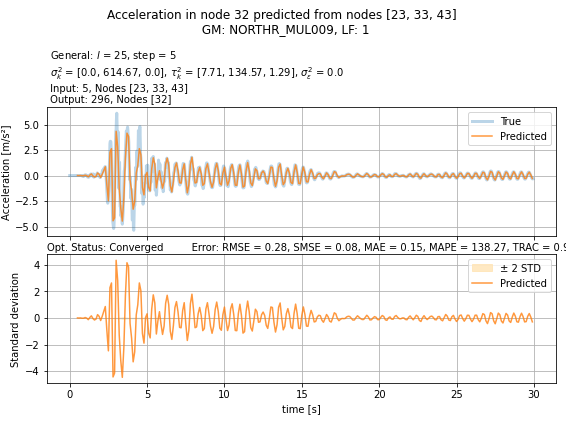 Acceleration in node 32 predicted from nodes [23, 33, 43]
GM: NORTHR_MUL009, LF: 1
General: l = 25, step = 5
σ²ₖ = [0.0, 614.67, 0.0], τ²ₖ = [7.71, 134.57, 1.29], σ²ε = 0.0
Input: 5, Nodes [23, 33, 43]
Output: 296, Nodes [32]
Acceleration [m/s²]
5.0
2.5
0.0
−2.5
−5.0
True
Predicted
Opt. Status: Converged Error: RMSE = 0.28, SMSE = 0.08, MAE = 0.15, MAPE = 138.27, TRAC = 0.9
Standard deviation
4
2
0
−2
−4
± 2 STD
Predicted
0 5 10 15 20 25 30
time [s]